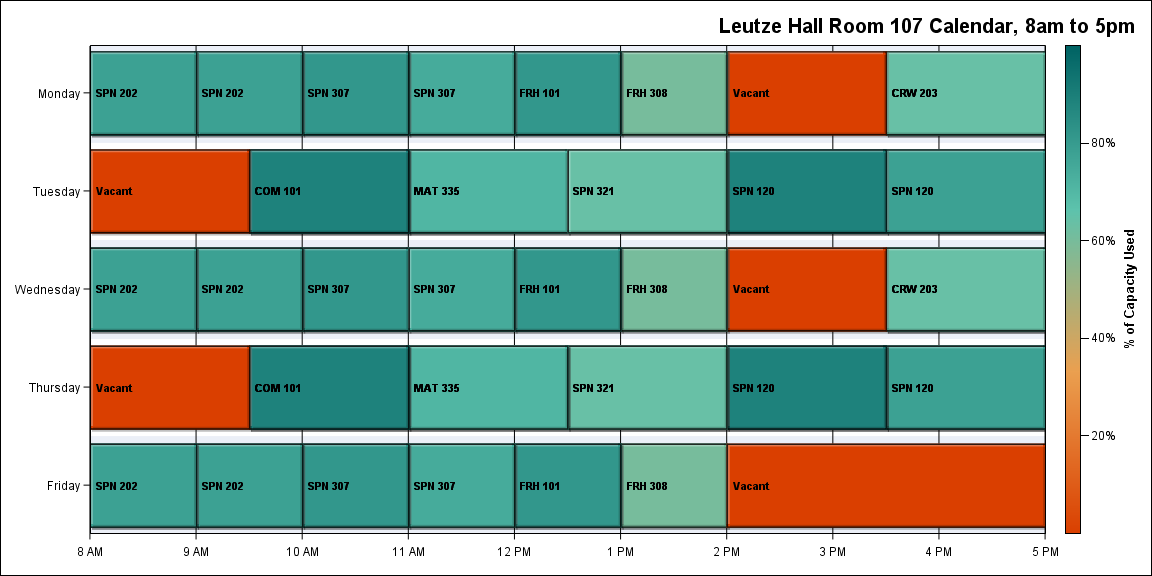 Leutze Hall Room 107 Calendar, 8am to 5pm
Monday
SPN 202
SPN 202
SPN 307
SPN 307
FRH 101
FRH 308
Vacant
CRW 203
Tuesday
Vacant
COM 101
MAT 335
SPN 321
SPN 120
SPN 120
Wednesday
SPN 202
SPN 202
SPN 307
SPN 307
FRH 101
FRH 308
Vacant
CRW 203
Thursday
Vacant
COM 101
MAT 335
SPN 321
SPN 120
SPN 120
Friday
SPN 202
SPN 202
SPN 307
SPN 307
FRH 101
FRH 308
Vacant
8 AM
9 AM
10 AM
11 AM
12 PM
1 PM
2 PM
3 PM
4 PM
5 PM
80%
60%
40%
20%
% of Capacity Used